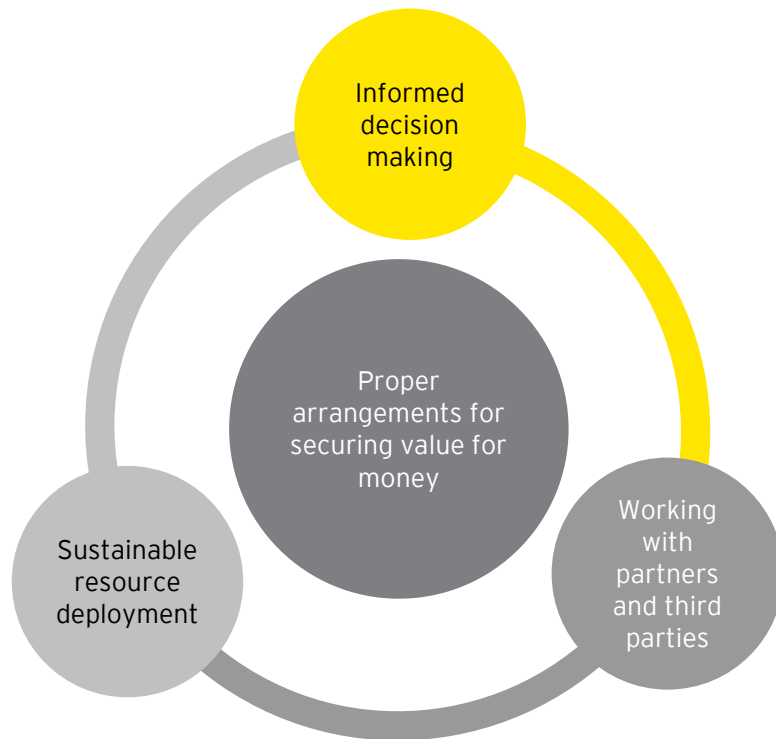 Informed
decision
making
Proper
arrangements for
securing value for
money
Sustainable
resource
deployment
Working
with
partners
and third
parties